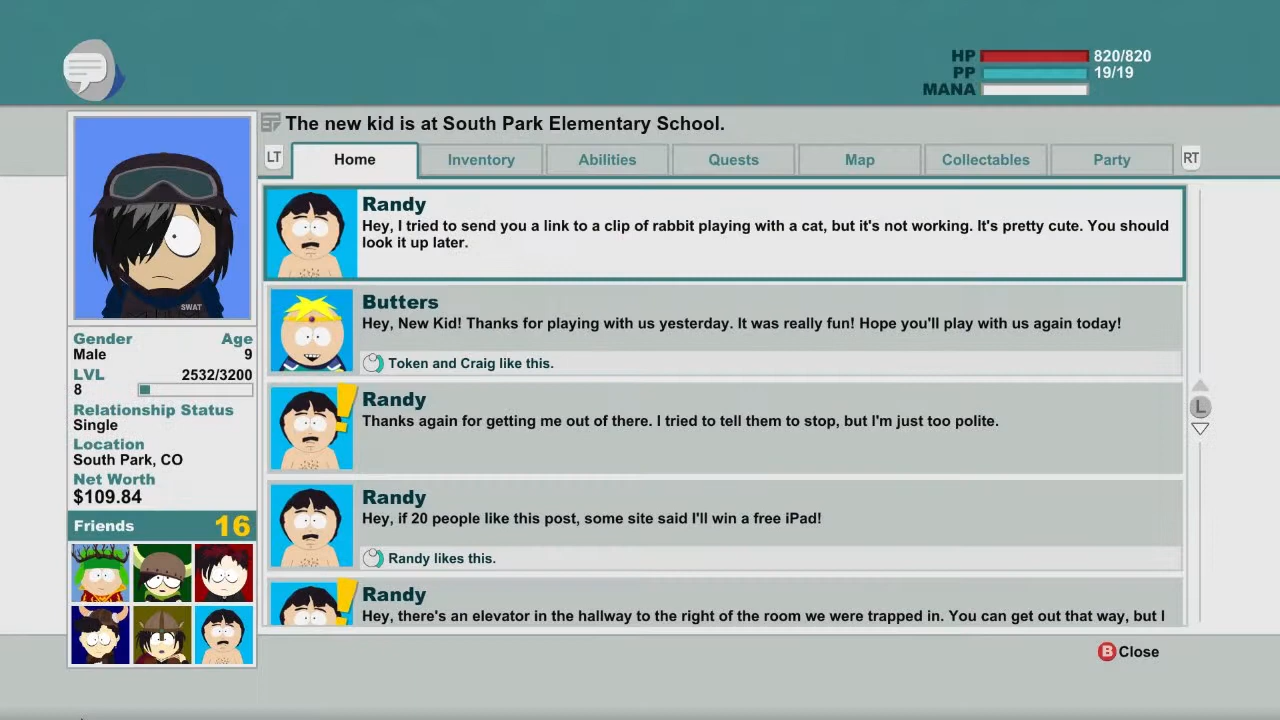 HP 820/820
PP 19/19
MANA
The new kid is at South Park Elementary School.
LT Home Inventory Abilities Quests Map Collectables Party RT
SWAT
Gender Age
Male 9
LVL 2532/3200
8
Relationship Status
Single
Location
South Park, CO
Net Worth
$109.84
Friends 16
Randy
Hey, I tried to send you a link to a clip of rabbit playing with a cat, but it's not working. It's pretty cute. You should
look it up later.
Butters
Hey, New Kid! Thanks for playing with us yesterday. It was really fun! Hope you'll play with us again today!
Token and Craig like this.
Randy
Thanks again for getting me out of there. I tried to tell them to stop, but I'm just too polite.
Randy
Hey, if 20 people like this post, some site said I'll win a free iPad!
Randy likes this.
Randy
Hey, there's an elevator in the hallway to the right of the room we were trapped in. You can get out that way, but I
L
B Close